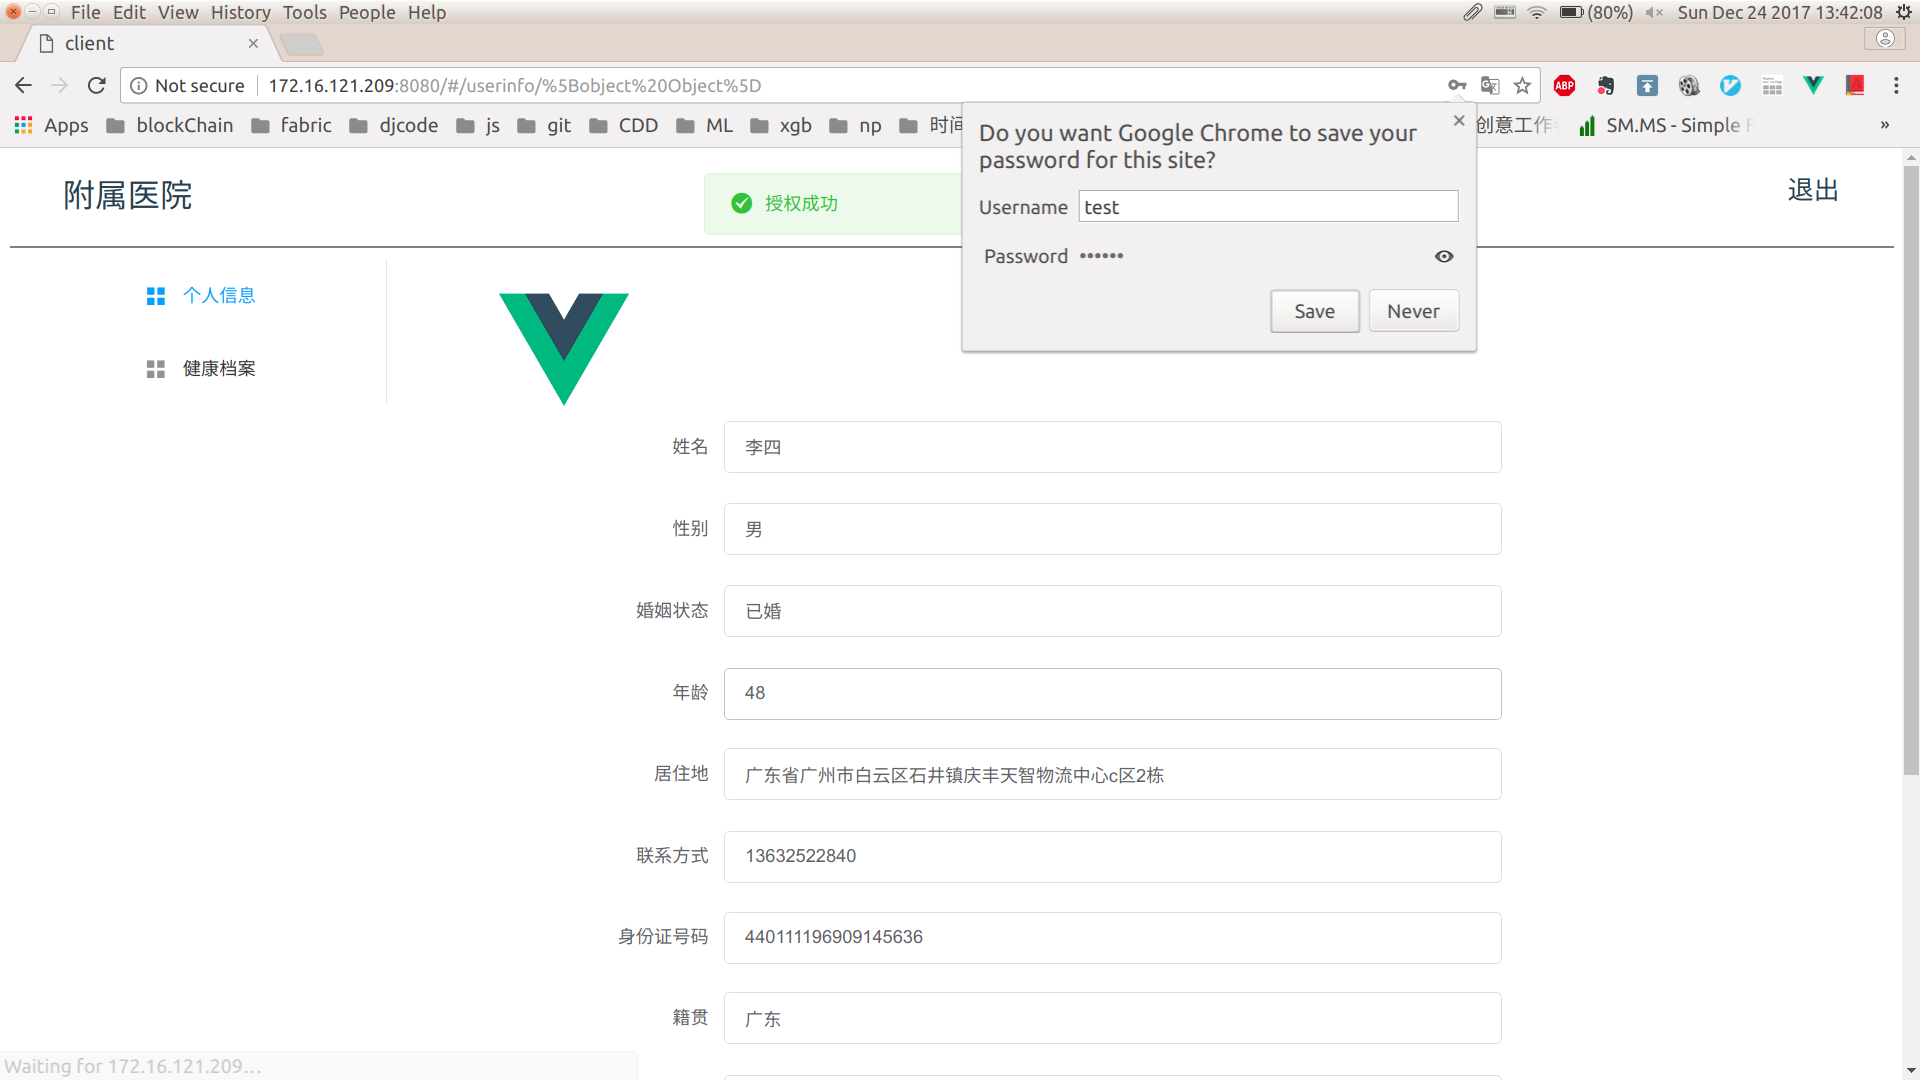 File Edit View History Tools People Help
(80%) Sun Dec 24 2017 13:42:08
client
Not secure 172.16.121.209:8080/#/userinfo/%5Bobject%20Object%5D
ABP
Apps blockChain fabric djcode js git CDD ML xgb np 时间 创意工作 SM.MS - Simple »
Do you want Google Chrome to save your
password for this site?
Username test
Password ••••••
Save Never
附属医院
授权成功
退出
个人信息
健康档案
姓名 李四
性别 男
婚姻状态 已婚
年龄 48
居住地 广东省广州市白云区石井镇庆丰天智物流中心c区2栋
联系方式 13632522840
身份证号码 440111196909145636
籍贯 广东
Waiting for 172.16.121.209...